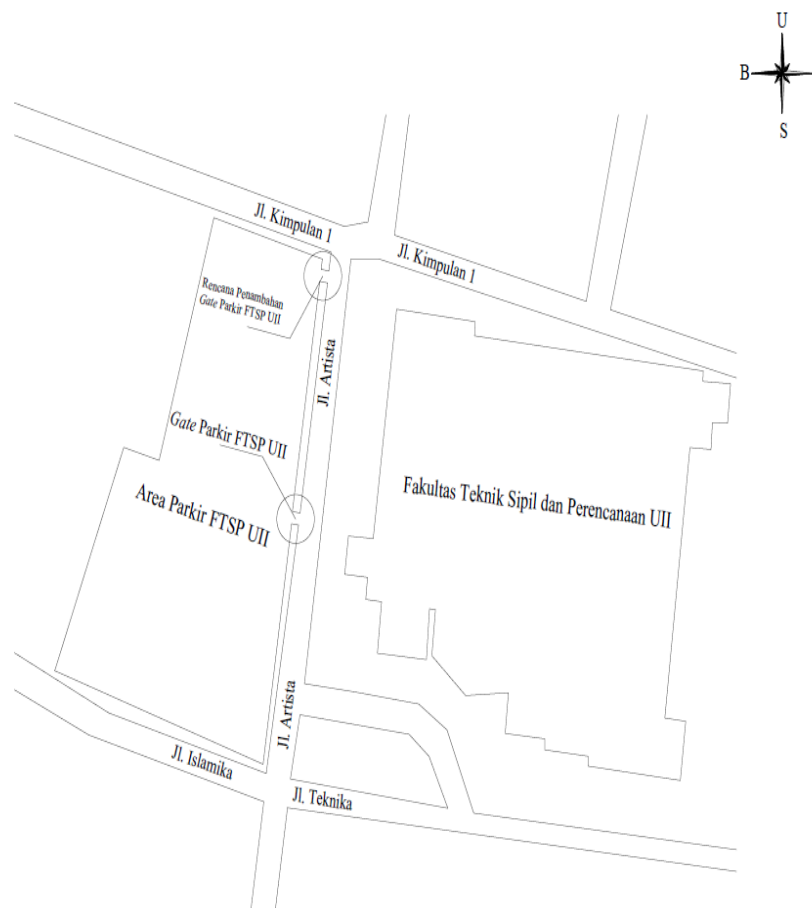 U
B
S
Jl. Kimpulan 1
Jl. Kimpulan 1
Rencana Penambahan
Gate Parkir FTSP UII
Jl. Artista
Gate Parkir FTSP UII
Area Parkir FTSP UII
Fakultas Teknik Sipil dan Perencanaan UII
Jl. Artista
Jl. Islamika
Jl. Teknika